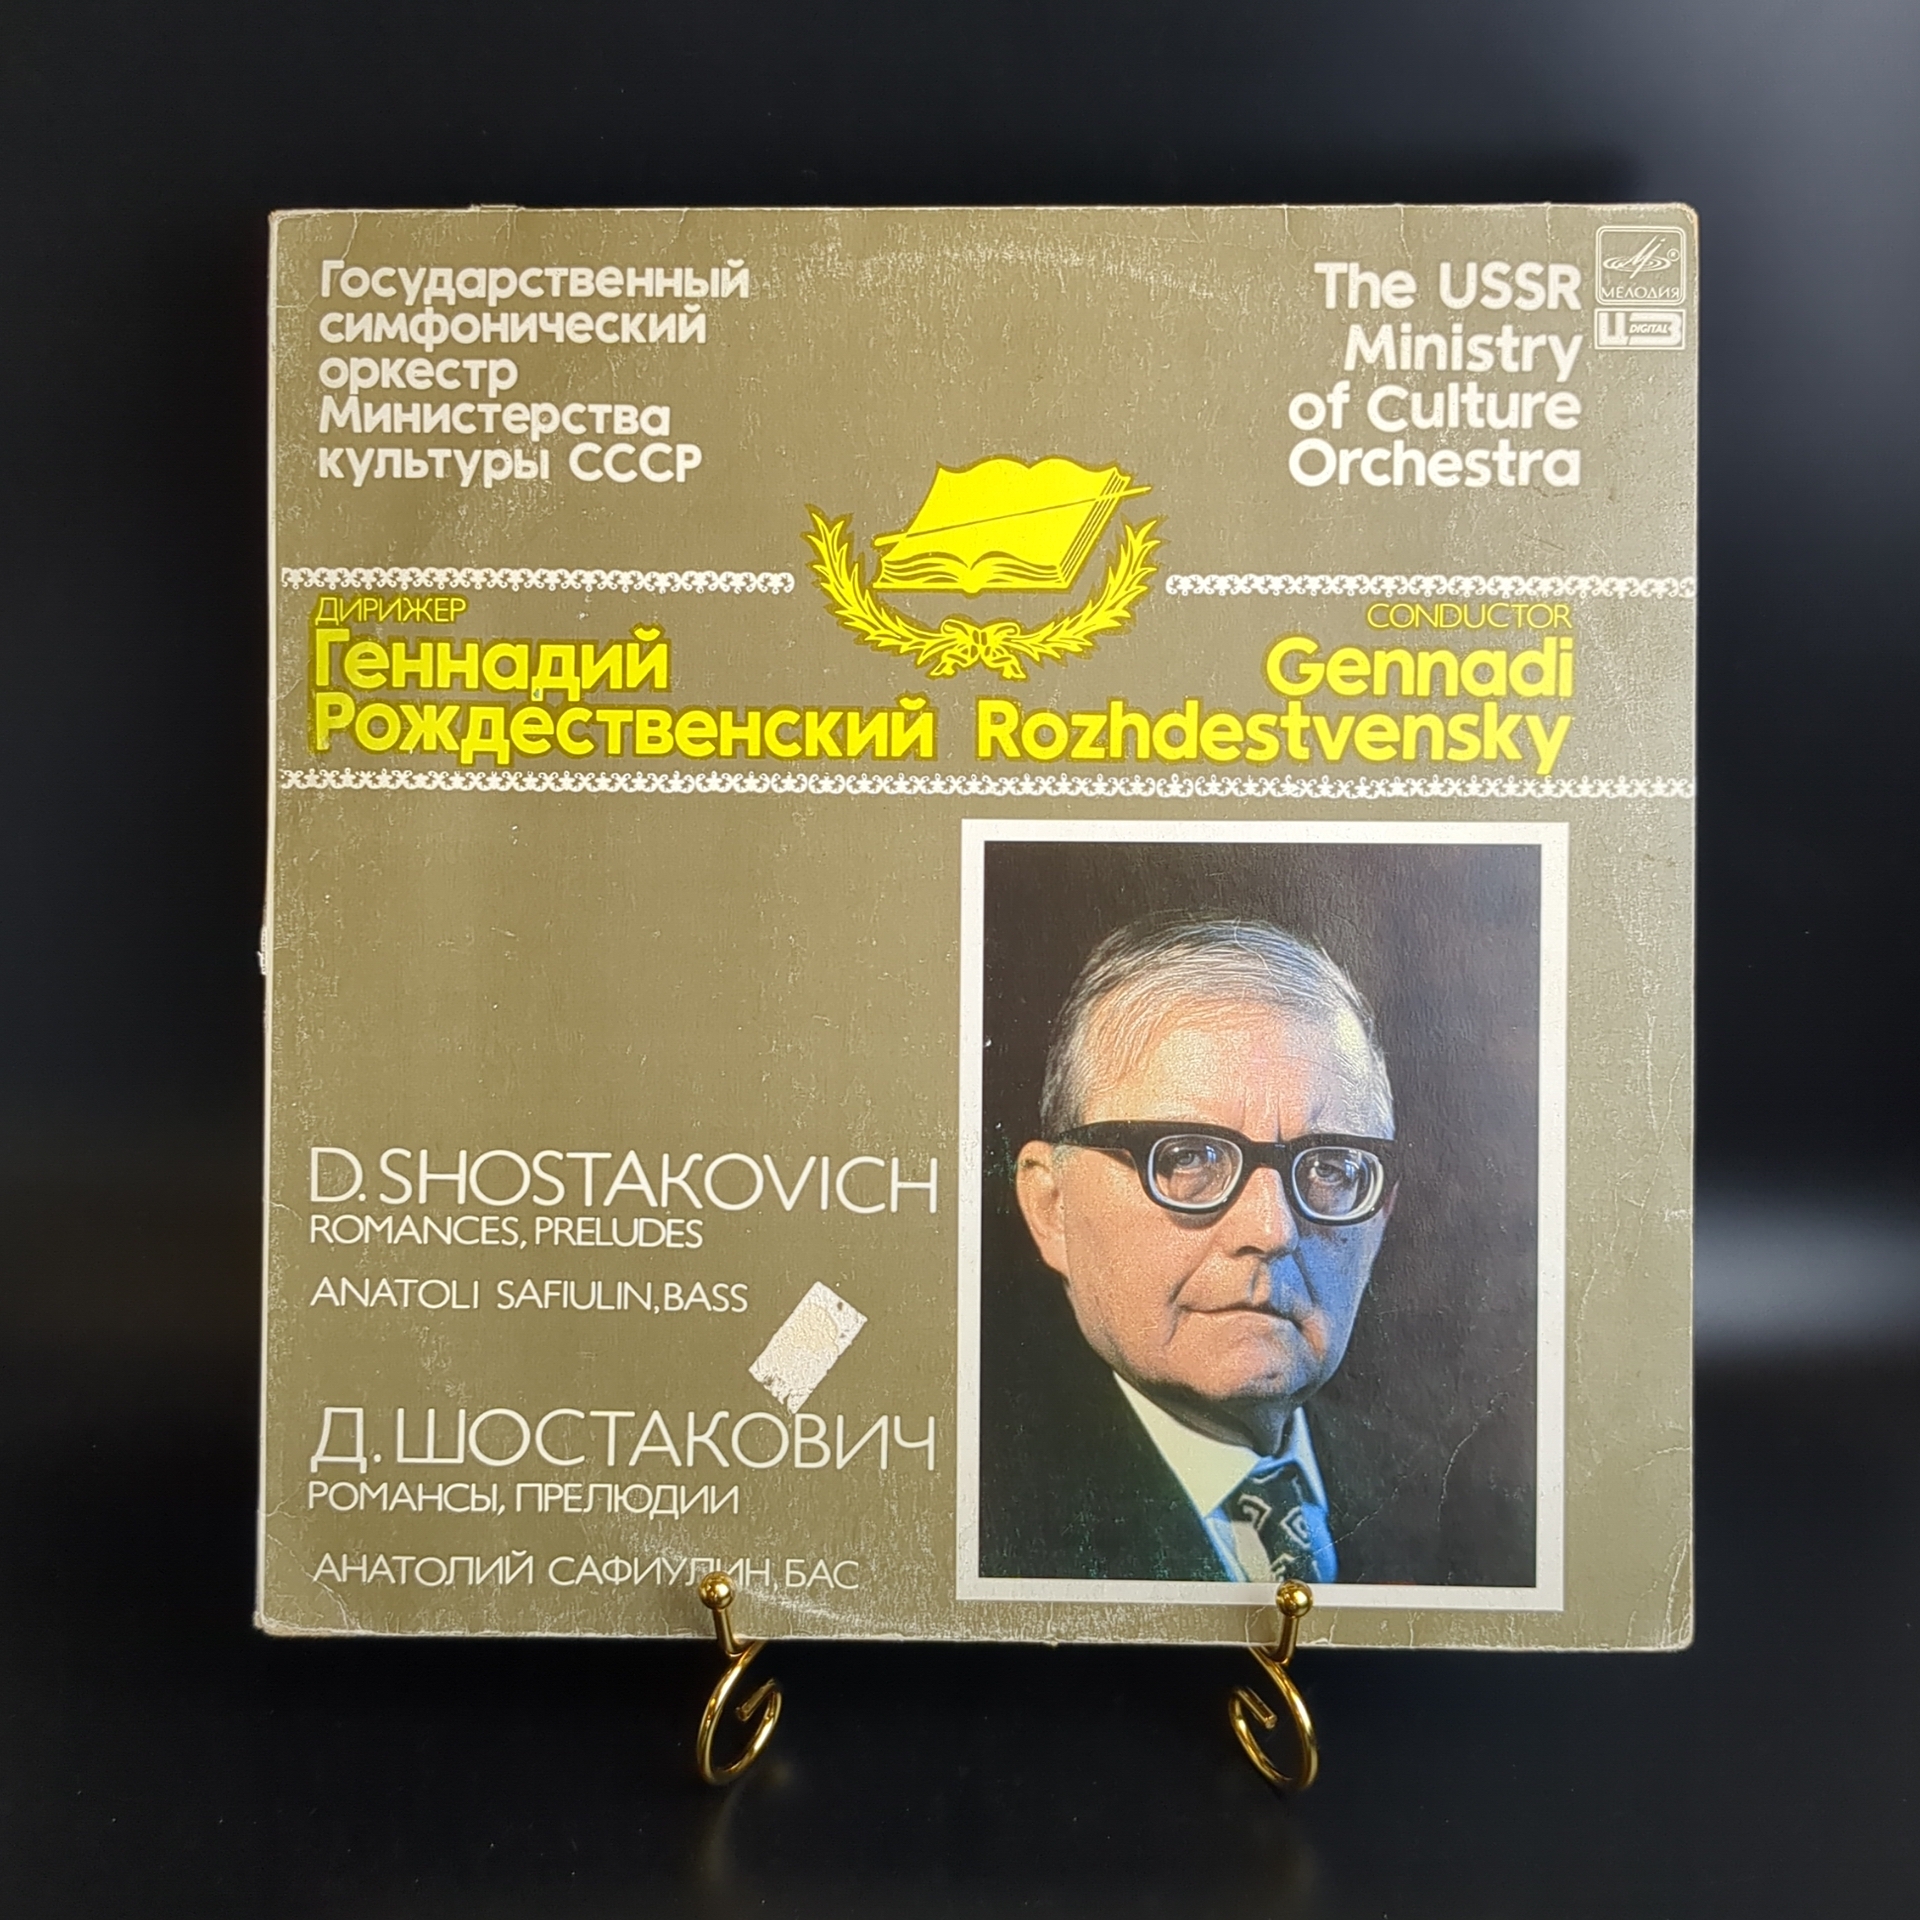 Государственный
симфонический
оркестр
Министерства
культуры СССР
The USSR
Ministry
of Culture
Orchestra
МЕЛОДИЯ
ЦЗ
DIGITAL
ДИРИЖЕР
Геннадий
Рождественский
CONDUCTOR
Gennadi
Rozhdestvensky
D. SHOSTAKOVICH
ROMANCES, PRELUDES
ANATOLI SAFIULIN, BASS
Д. ШОСТАКОВИЧ
РОМАНСЫ, ПРЕЛЮДИИ
АНАТОЛИЙ САФИУЛИН, БАС